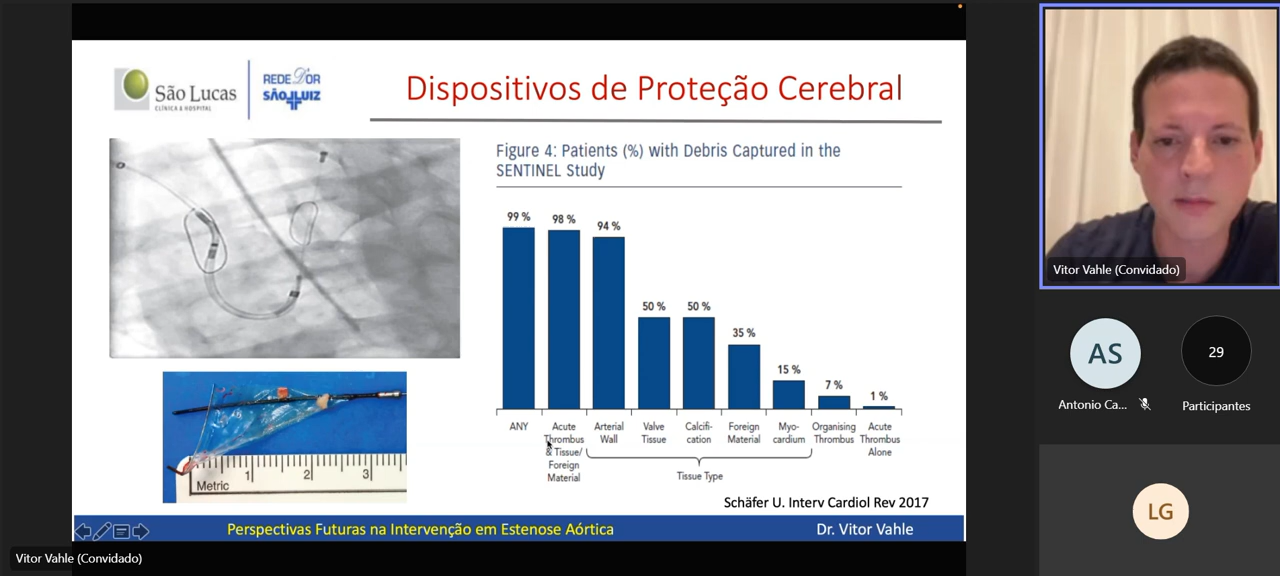 São Lucas
CLÍNICA & HOSPITAL
REDE D'OR
SÃO LUIZ
Dispositivos de Proteção Cerebral
Figure 4: Patients (%) with Debris Captured in the
SENTINEL Study
99 %
98 %
94 %
50 %
50 %
35 %
15 %
7 %
1 %
ANY
Acute
Thrombus
& Tissue/
Foreign
Material
Arterial
Wall
Valve
Tissue
Calcifi-
cation
Foreign
Material
Myo-
cardium
Organising
Thrombus
Acute
Thrombus
Alone
Tissue Type
Metric
1
2
3
Schäfer U. Interv Cardiol Rev 2017
Perspectivas Futuras na Intervenção em Estenose Aórtica
Dr. Vitor Vahle
Vitor Vahle (Convidado)
Vitor Vahle (Convidado)
AS
Antonio Ca...
29
Participantes
LG